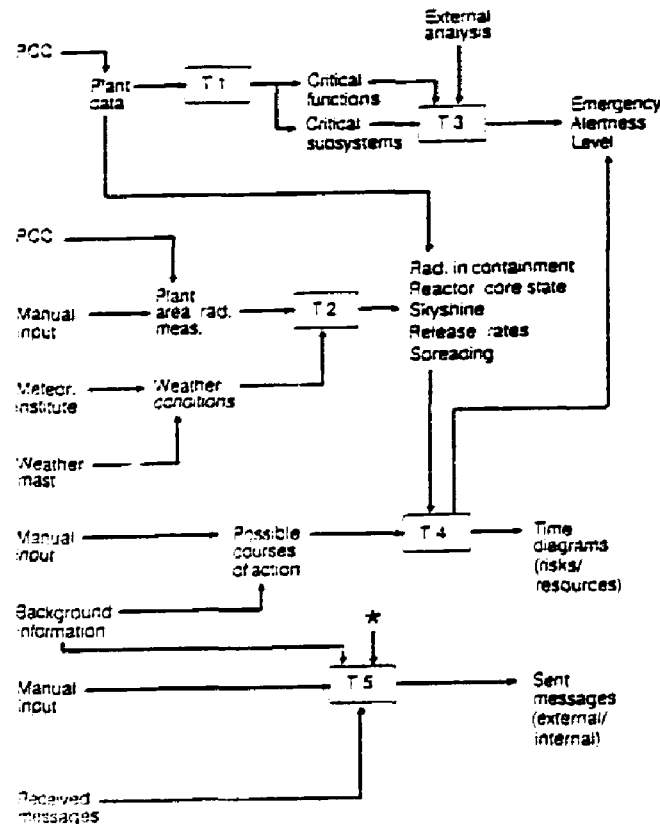 External
analysis
PCC
Plant
data
T 1
Critical
functions
Critical
subsystems
T 3
Emergency
Alertness
Level
PCC
Manual
input
Plant
area rad.
meas.
T 2
Rad. in containment
Reactor core state
Skyshine
Release rates
Spreading
Meteor.
institute
Weather
conditions
Weather
mast
Manual
input
Possible
courses
of action
T 4
Time
diagrams
(risks/
resources)
Background
information
*
Manual
input
T 5
Sent
messages
(external/
internal)
Received
messages